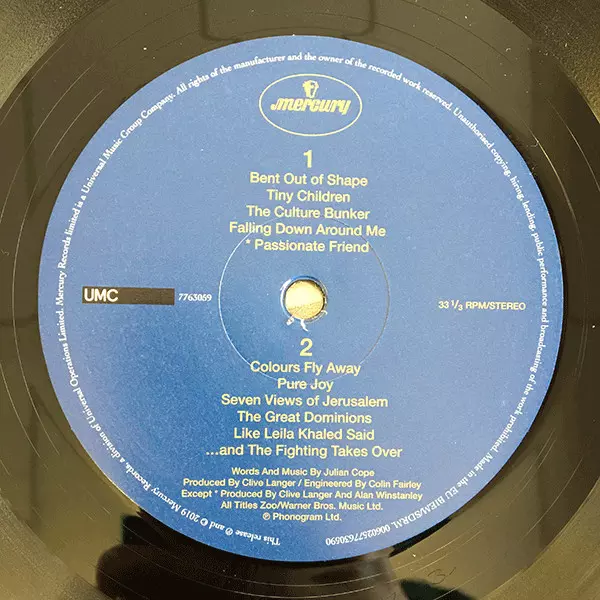 mercury
1
Bent Out of Shape
Tiny Children
The Culture Bunker
Falling Down Around Me
* Passionate Friend
UMC
7763059
33 1/3 RPM/STEREO
2
Colours Fly Away
Pure Joy
Seven Views of Jerusalem
The Great Dominions
Like Leila Khaled Said
...and The Fighting Takes Over
Words And Music By Julian Cope
Produced By Clive Langer / Engineered By Colin Fairley
Except * Produced By Clive Langer And Alan Winstanley
All Titles Zoo/Warner Bros. Music Ltd.
℗ Phonogram Ltd.
This release ℗ and © 2019 Mercury Records a division of Universal Operations Limited. Mercury Records limited is a Universal Music Group Company. All rights of the manufacturer and the owner of the recorded work reserved. Unauthorised copying, hiring, lending, public performance and broadcasting of the work prohibited. Made in the EU. BIEM/SDRM. 00602577630590